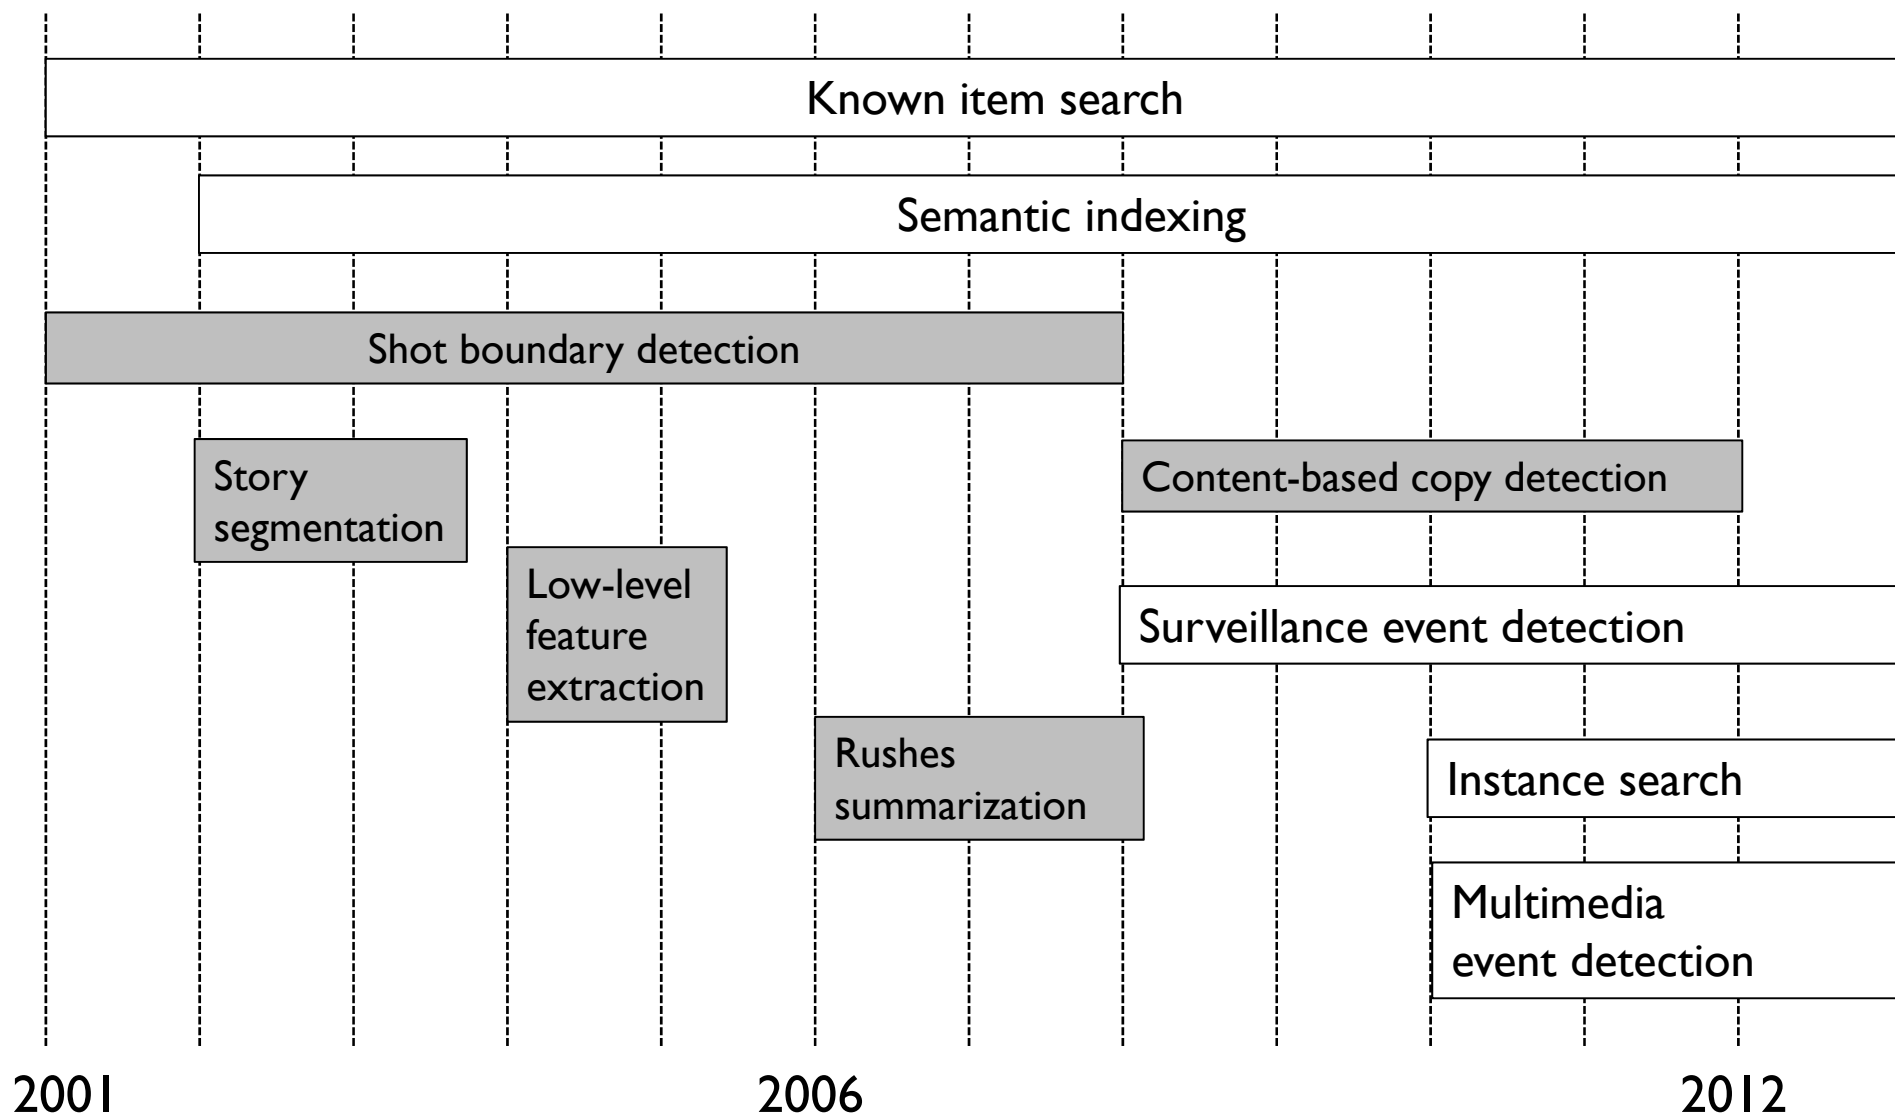 Known item search
Semantic indexing
Shot boundary detection
Story
segmentation
Content-based copy detection
Low-level
feature
extraction
Surveillance event detection
Rushes
summarization
Instance search
Multimedia
event detection
2001
2006
2012